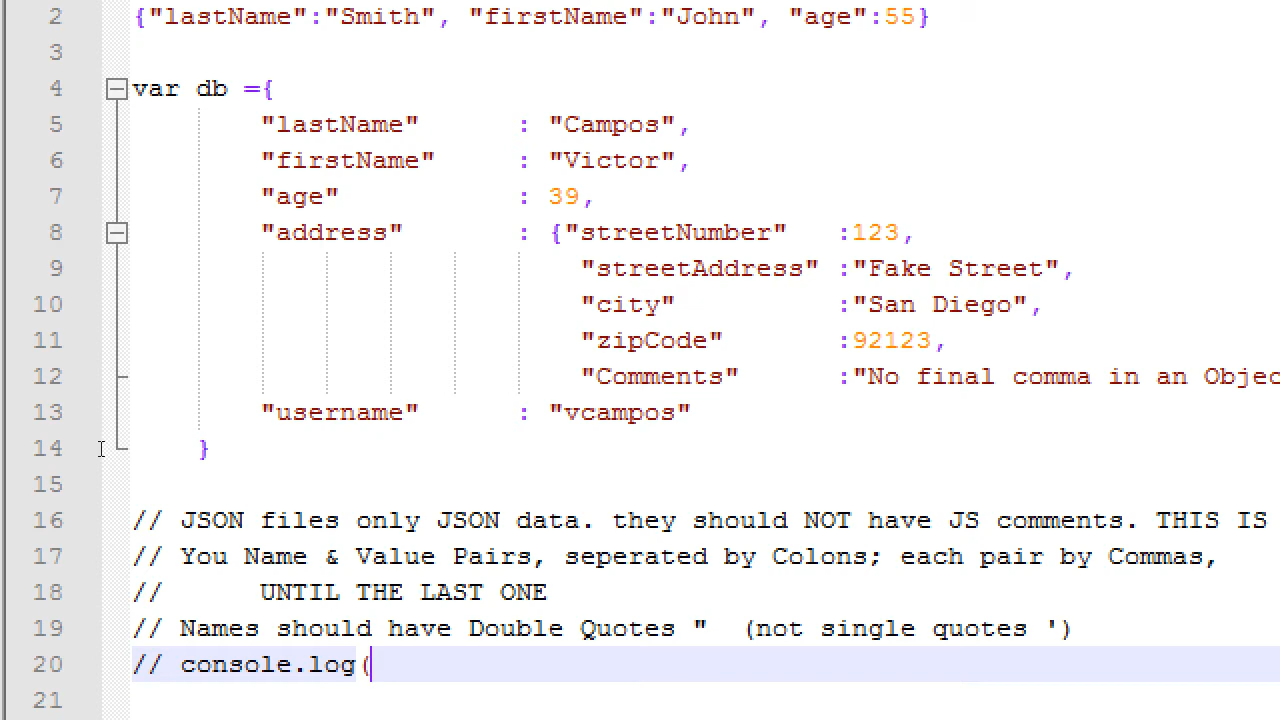 2 {"lastName":"Smith", "firstName":"John", "age":55}
3
4 var db ={
5 "lastName" : "Campos",
6 "firstName" : "Victor",
7 "age" : 39,
8 "address" : {"streetNumber" :123,
9 "streetAddress" :"Fake Street",
10 "city" :"San Diego",
11 "zipCode" :92123,
12 "Comments" :"No final comma in an Objec
13 "username" : "vcampos"
14 }
15
16 // JSON files only JSON data. they should NOT have JS comments. THIS IS
17 // You Name & Value Pairs, seperated by Colons; each pair by Commas,
18 // UNTIL THE LAST ONE
19 // Names should have Double Quotes " (not single quotes ')
20 // console.log(
21